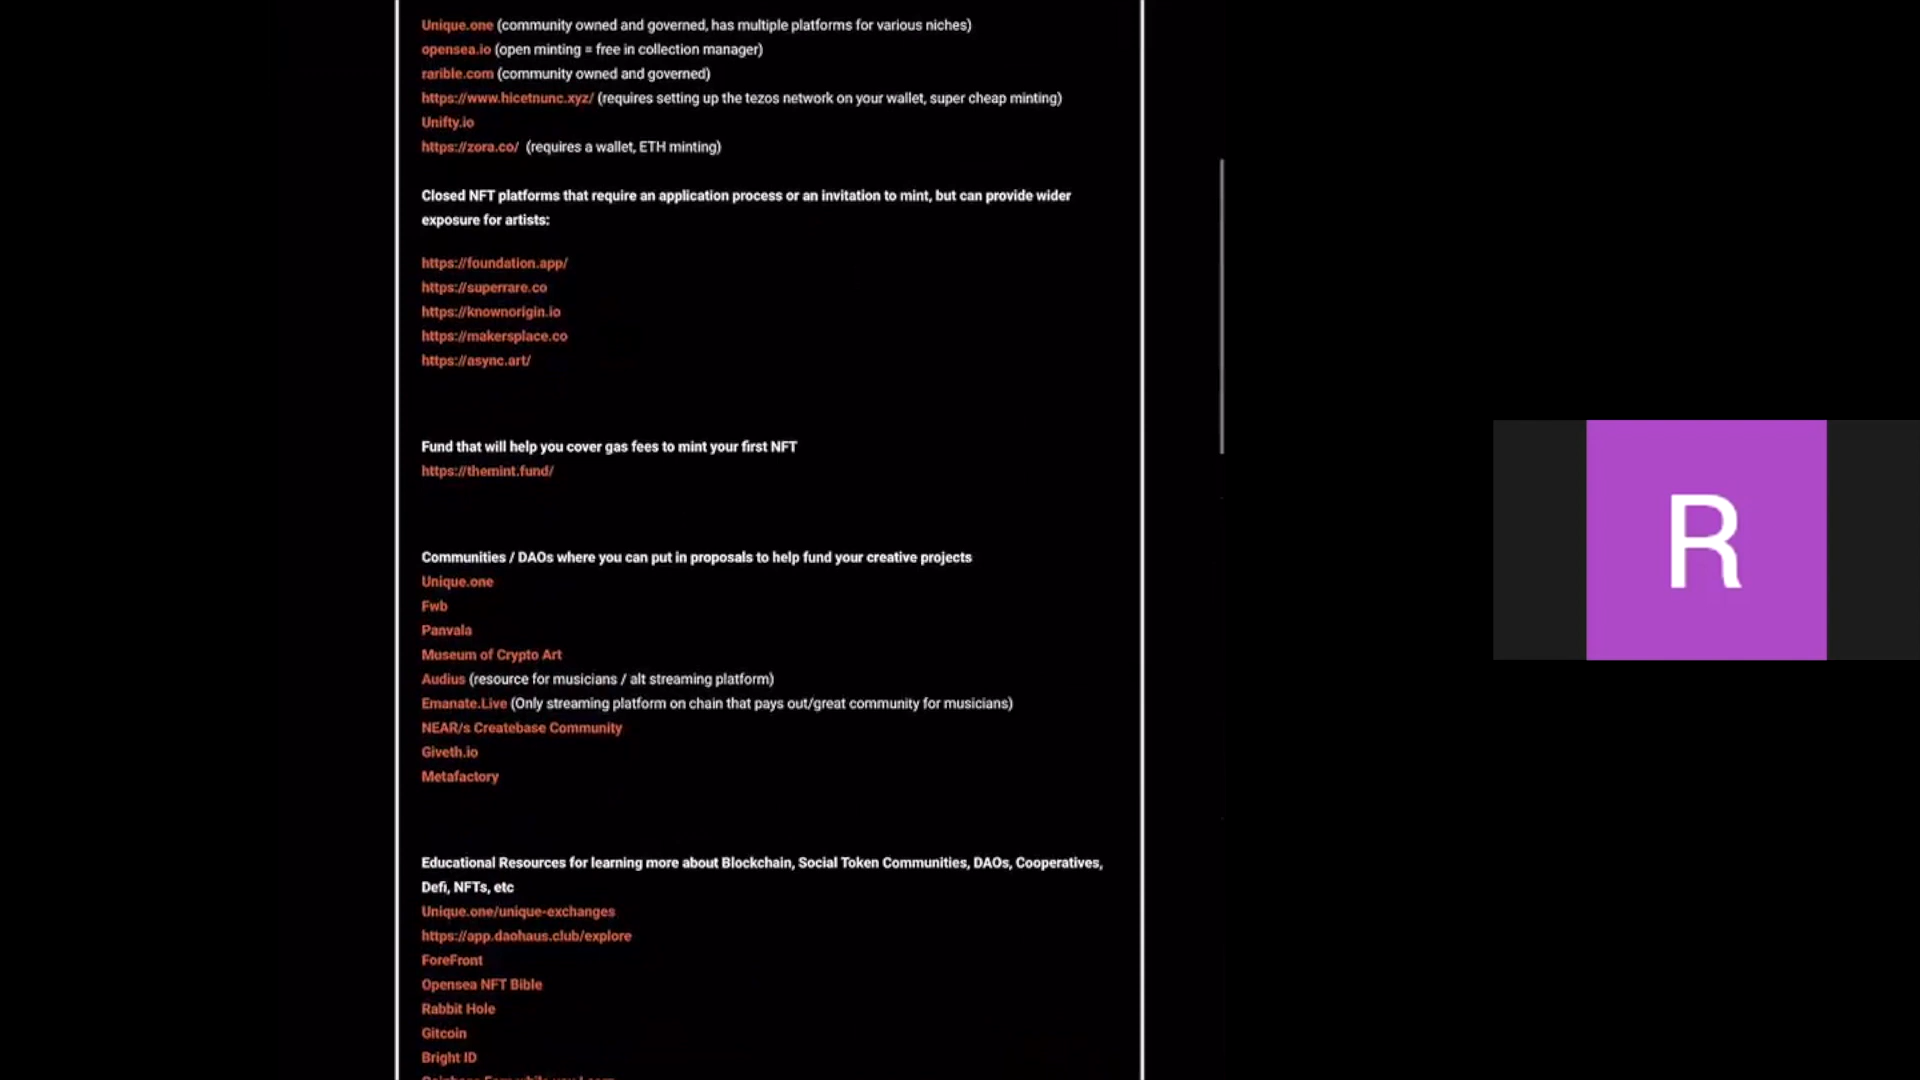 Unique.one (community owned and governed, has multiple platforms for various niches)
opensea.io (open minting = free in collection manager)
rarible.com (community owned and governed)
https://www.hicetnunc.xyz/ (requires setting up the tezos network on your wallet, super cheap minting)
Unifty.io
https://zora.co/ (requires a wallet, ETH minting)
Closed NFT platforms that require an application process or an invitation to mint, but can provide wider
exposure for artists:
https://foundation.app/
https://superrare.co
https://knownorigin.io
https://makersplace.co
https://async.art/
Fund that will help you cover gas fees to mint your first NFT
https://themint.fund/
Communities / DAOs where you can put in proposals to help fund your creative projects
Unique.one
Fwb
Panvala
Museum of Crypto Art
Audius (resource for musicians / alt streaming platform)
Emanate.Live (Only streaming platform on chain that pays out/great community for musicians)
NEAR/s Createbase Community
Giveth.io
Metafactory
Educational Resources for learning more about Blockchain, Social Token Communities, DAOs, Cooperatives,
Defi, NFTs, etc
Unique.one/unique-exchanges
https://app.daohaus.club/explore
ForeFront
Opensea NFT Bible
Rabbit Hole
Gitcoin
Bright ID
R